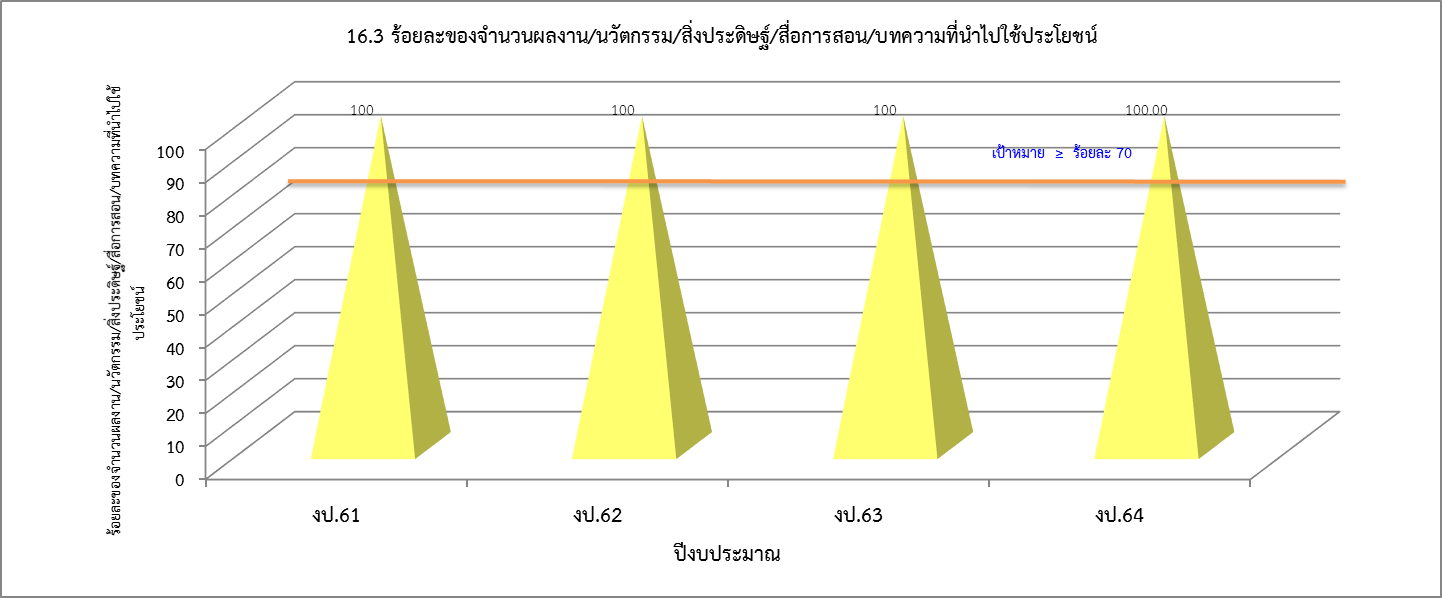 16.3 ร้อยละของจำนวนผลงาน/นวัตกรรม/สิ่งประดิษฐ์/สื่อการสอน/บทความที่นำไปใช้ประโยชน์
ร้อยละของจำนวนผลงาน/นวัตกรรม/สิ่งประดิษฐ์/สื่อการสอน/บทความที่นำไปใช้
ประโยชน์
100
90
80
70
60
50
40
30
20
10
0
100
100
100
100.00
เป้าหมาย ≥ ร้อยละ 70
งป.61
งป.62
งป.63
งป.64
ปีงบประมาณ